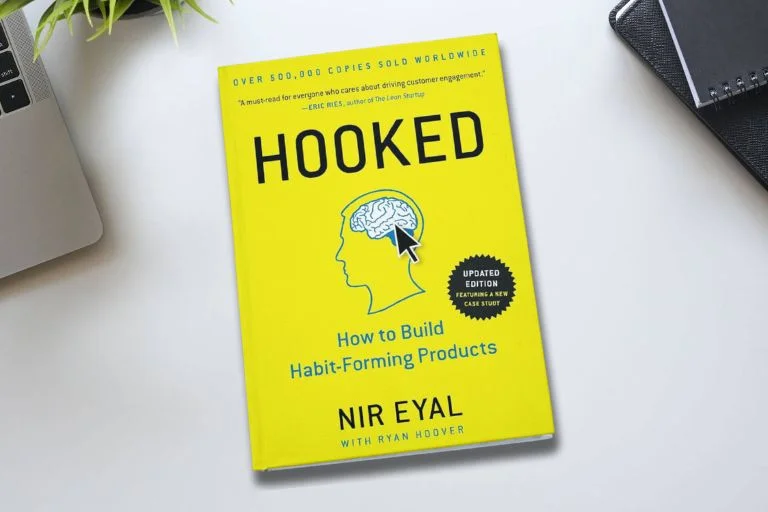 OVER 500,000 COPIES SOLD WORLDWIDE
"A must-read for everyone who cares about driving customer engagement."
—ERIC RIES, author of The Lean Startup
HOOKED
UPDATED
EDITION
FEATURING A NEW
CASE STUDY
How to Build
Habit-Forming Products
NIR EYAL
WITH RYAN HOOVER
shift